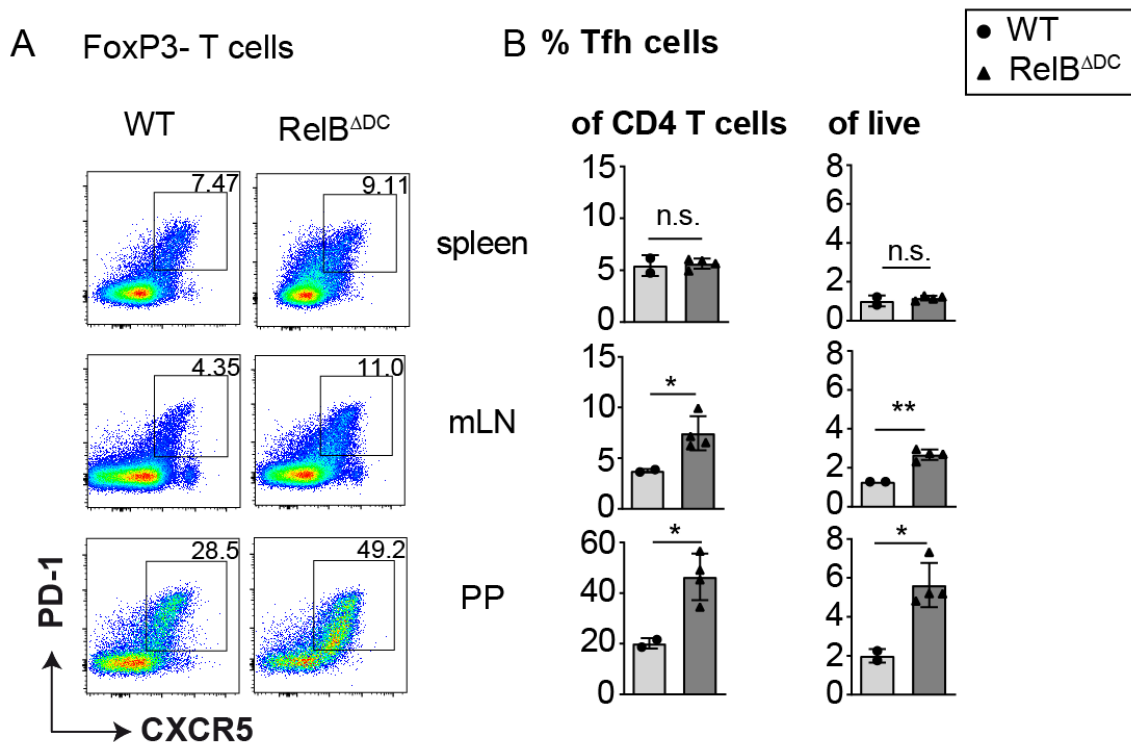 A FoxP3- T cells
WT RelBΔDC
7.47 9.11
4.35 11.0
28.5 49.2
PD-1
CXCR5
B % Tfh cells
WT
RelBΔDC
of CD4 T cells of live
spleen
15
10
5
0
n.s.
8
6
4
2
0
n.s.
mLN
15
10
5
0
*
8
6
4
2
0
**
PP
60
40
20
0
*
8
6
4
2
0
*